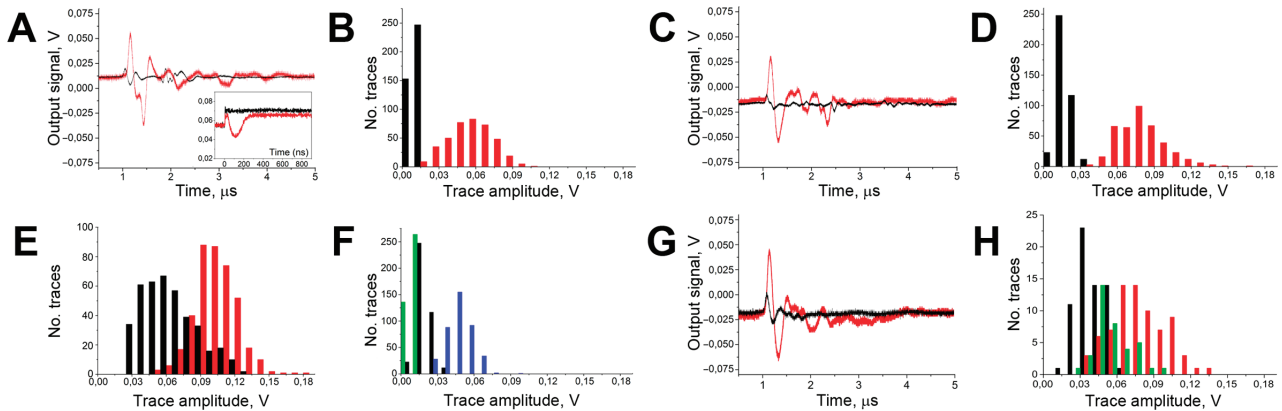 A
Output signal, V
0,075
0,050
0,025
0,000
−0,025
−0,050
−0,075
1 2 3 4 5
Time, μs
0,08
0,06
0,04
0,02
0 200 400 600 800
Time (ns)
B
No. traces
250
200
150
100
50
0
0,00 0,03 0,06 0,09 0,12 0,15 0,18
Trace amplitude, V
C
Output signal, V
0,075
0,050
0,025
0,000
−0,025
−0,050
−0,075
1 2 3 4 5
Time, μs
D
No. traces
250
200
150
100
50
0
0,00 0,03 0,06 0,09 0,12 0,15 0,18
Trace amplitude, V
E
No. traces
100
80
60
40
20
0
0,00 0,03 0,06 0,09 0,12 0,15 0,18
Trace amplitude, V
F
No. traces
250
200
150
100
50
0
0,00 0,03 0,06 0,09 0,12 0,15 0,18
Trace amplitude, V
G
Output signal, V
0,075
0,050
0,025
0,000
−0,025
−0,050
−0,075
1 2 3 4 5
Time, μs
H
No. traces
25
20
15
10
5
0
0,00 0,03 0,06 0,09 0,12 0,15 0,18
Trace amplitude, V